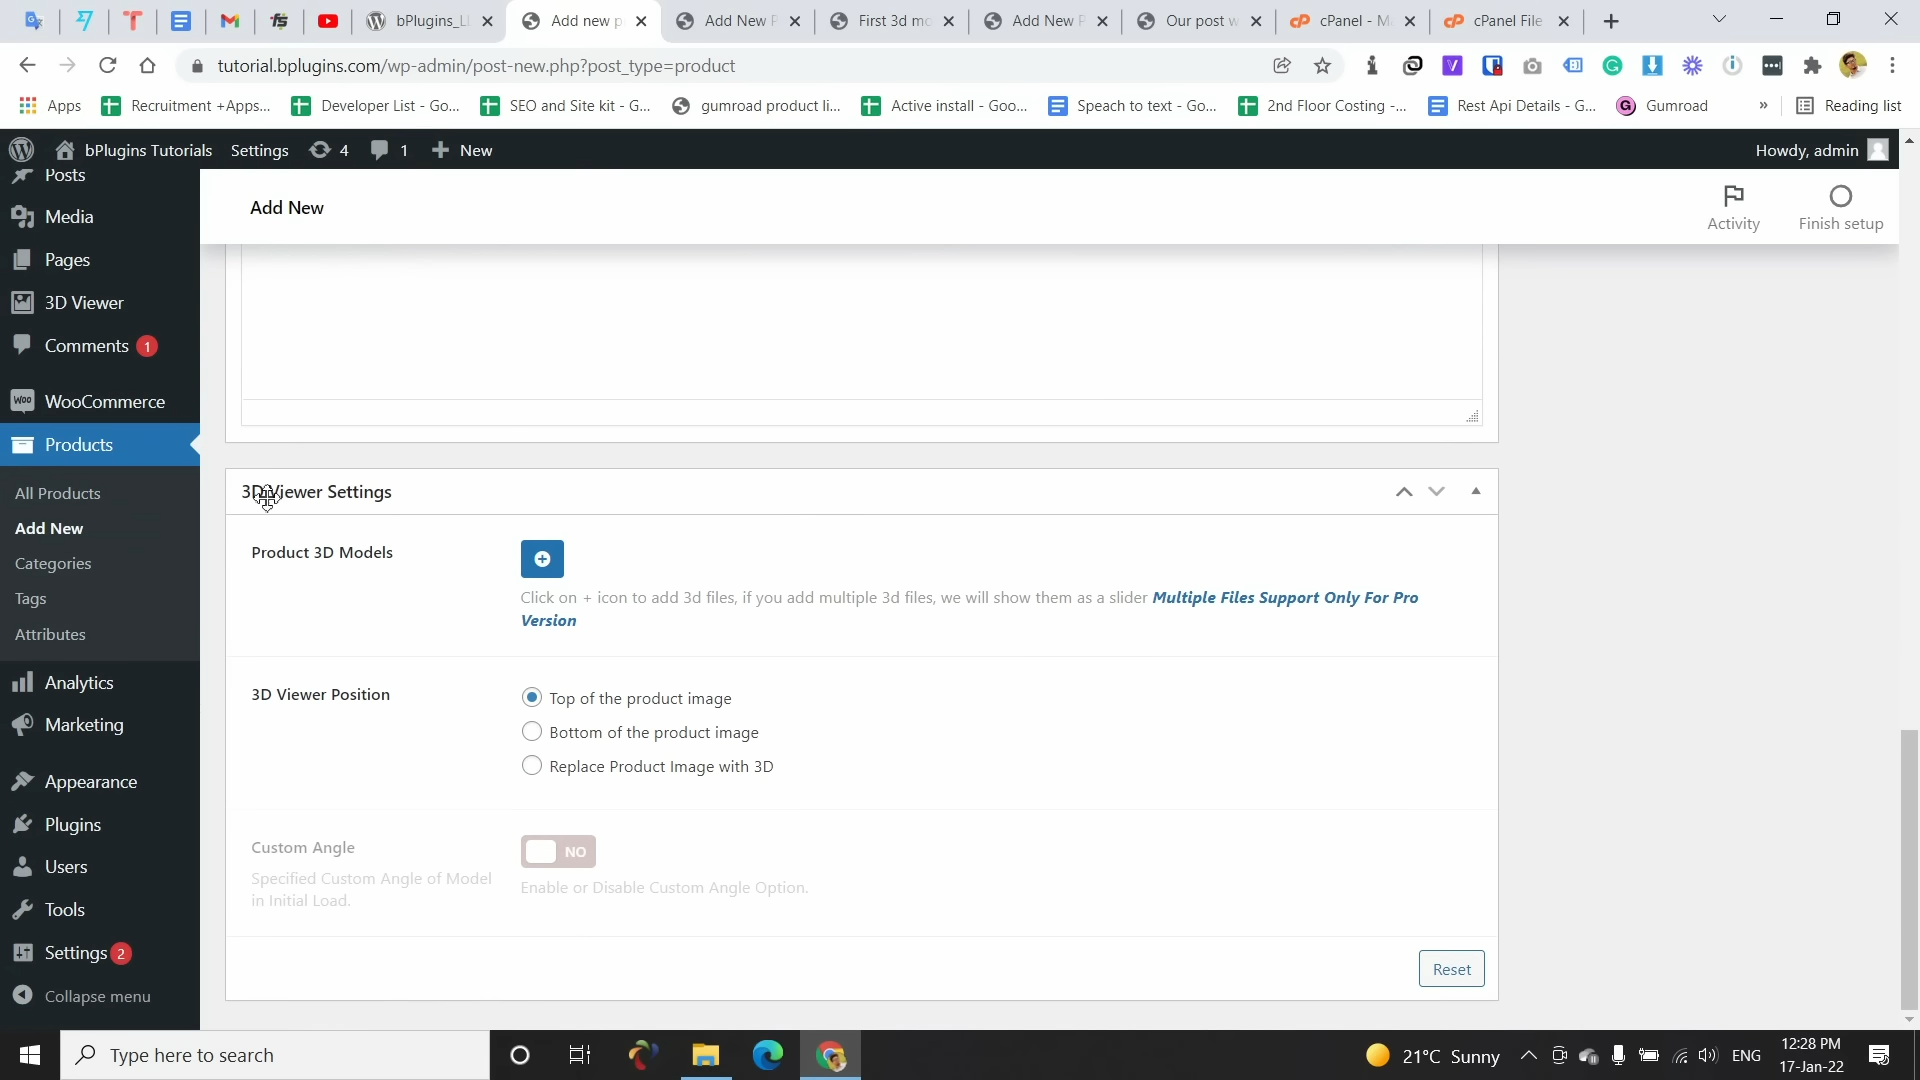 bPlugins_Li
Add new p
Add New P
First 3d mo
Add New P
Our post w
cPanel - M
cPanel File
tutorial.bplugins.com/wp-admin/post-new.php?post_type=product
Apps
Recruitment +Apps...
Developer List - Go...
SEO and Site kit - G...
gumroad product li...
Active install - Goo...
Speach to text - Go...
2nd Floor Costing -...
Rest Api Details - G...
Gumroad
»
Reading list
bPlugins Tutorials
Settings
4
1
New
Howdy, admin
Posts
Media
Pages
3D Viewer
Comments 1
WooCommerce
Products
All Products
Add New
Categories
Tags
Attributes
Analytics
Marketing
Appearance
Plugins
Users
Tools
Settings 2
Collapse menu
Add New
Activity
Finish setup
3D Viewer Settings
Product 3D Models
Click on + icon to add 3d files, if you add multiple 3d files, we will show them as a slider Multiple Files Support Only For Pro
Version
3D Viewer Position
Top of the product image
Bottom of the product image
Replace Product Image with 3D
Custom Angle
Specified Custom Angle of Model
in Initial Load.
NO
Enable or Disable Custom Angle Option.
Reset
Type here to search
21°C Sunny
ENG
12:28 PM
17-Jan-22